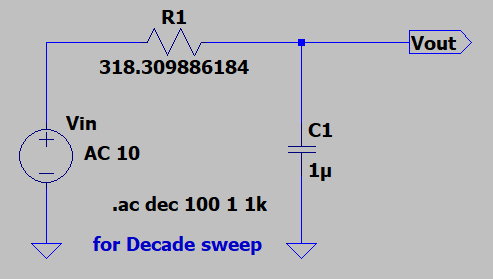 R1
Vout
318.309886184
Vin
AC 10
C1
1µ
.ac dec 100 1 1k
for Decade sweep